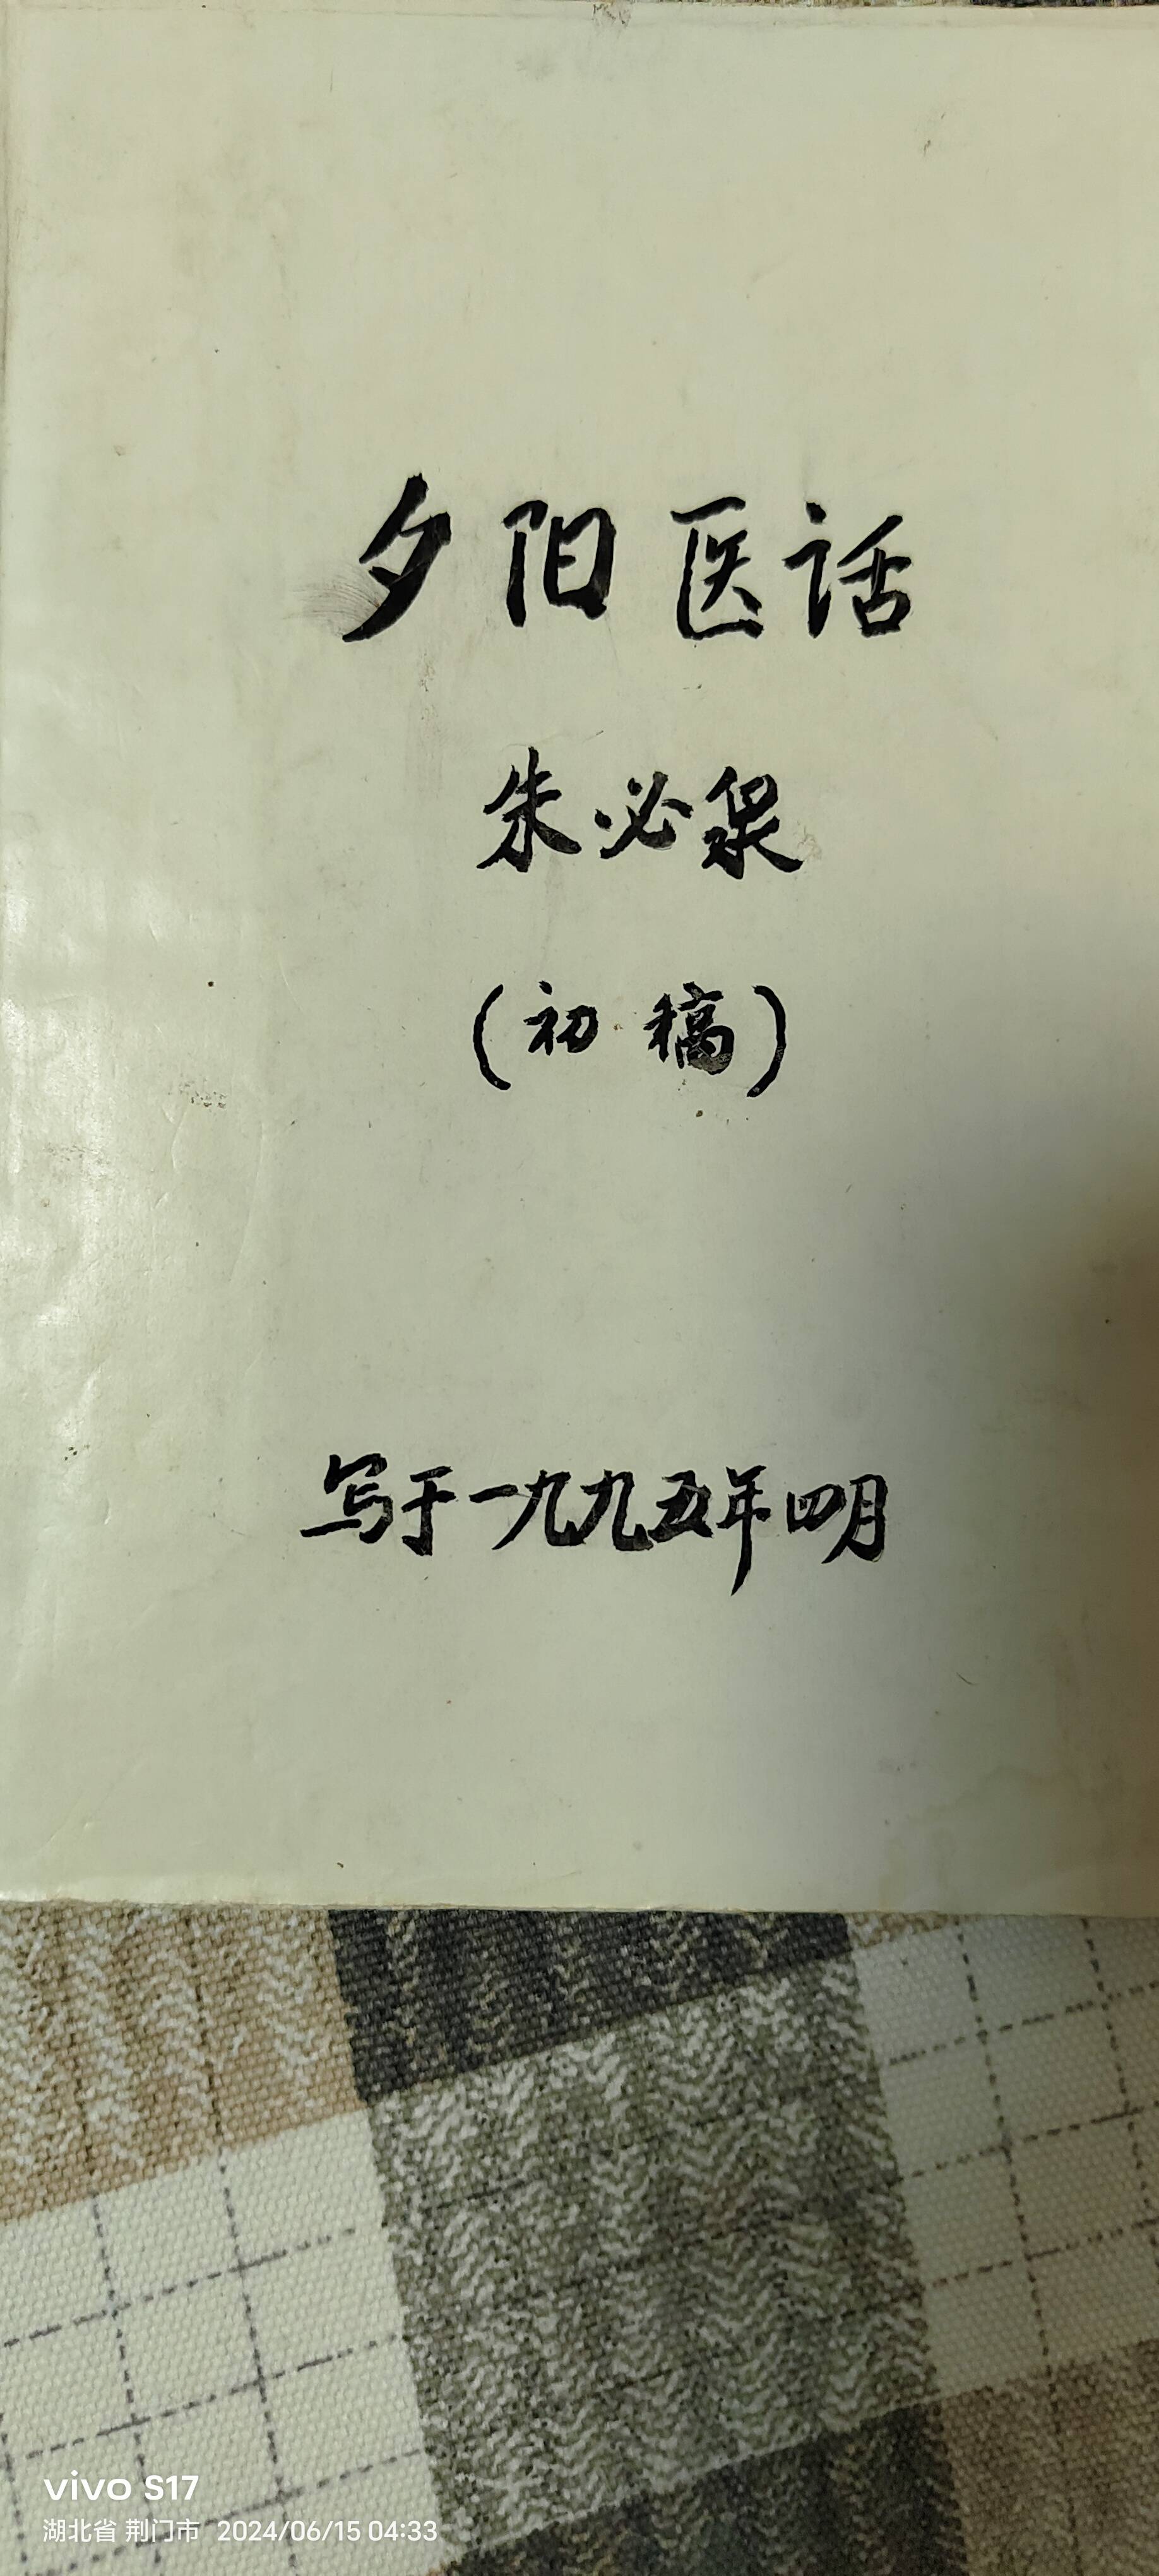 夕阳医话
朱必泉
（初稿）
写于一九九五年四月
vivo S17
湖北省 荆门市 2024/06/15 04:33